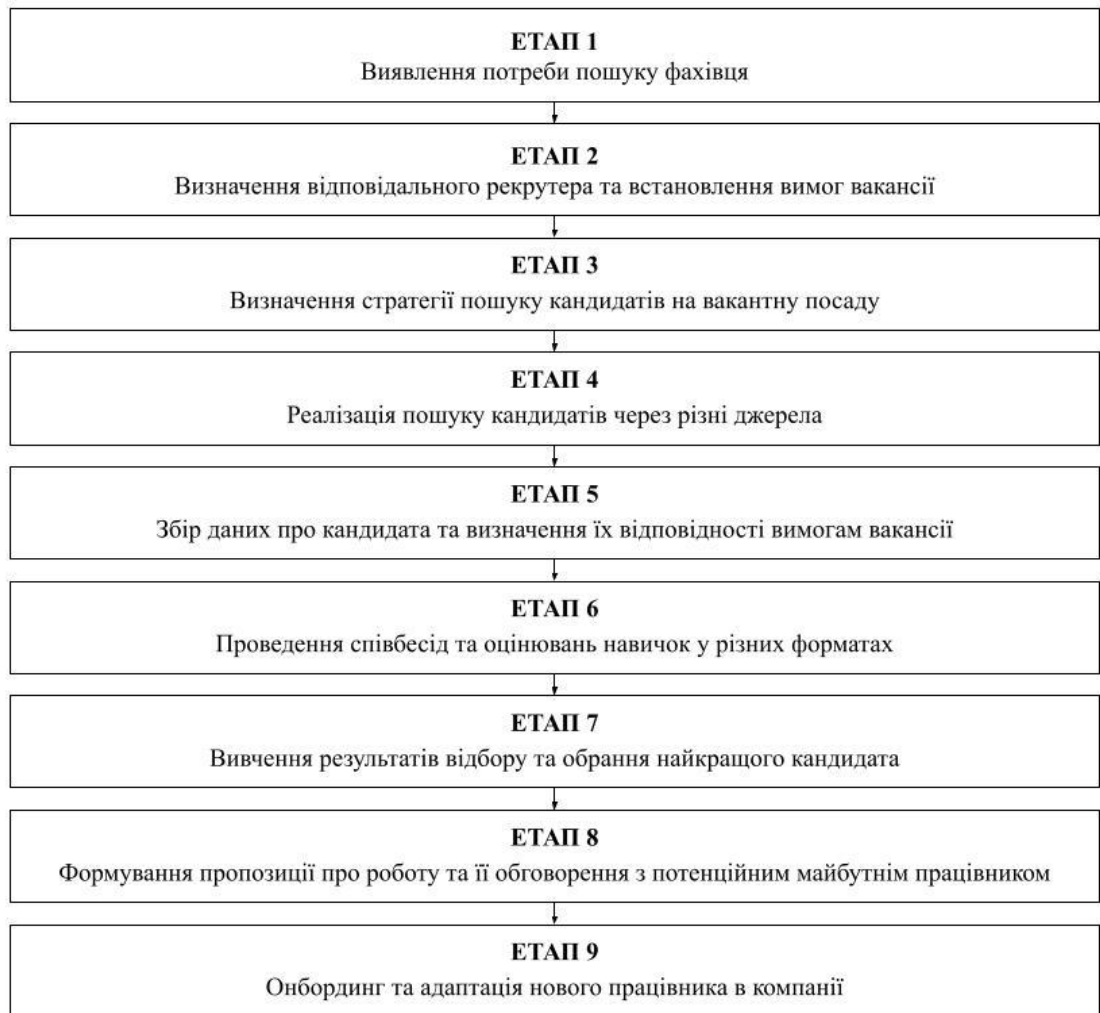 ЕТАП 1
Виявлення потреби пошуку фахівця
ЕТАП 2
Визначення відповідального рекрутера та встановлення вимог вакансії
ЕТАП 3
Визначення стратегії пошуку кандидатів на вакантну посаду
ЕТАП 4
Реалізація пошуку кандидатів через різні джерела
ЕТАП 5
Збір даних про кандидата та визначення їх відповідності вимогам вакансії
ЕТАП 6
Проведення співбесід та оцінювань навичок у різних форматах
ЕТАП 7
Вивчення результатів відбору та обрання найкращого кандидата
ЕТАП 8
Формування пропозиції про роботу та її обговорення з потенційним майбутнім працівником
ЕТАП 9
Онбординг та адаптація нового працівника в компанії